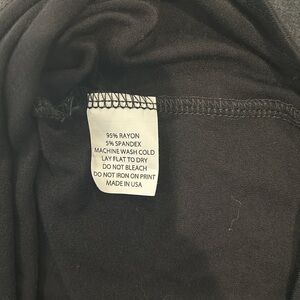 95% RAYON
5% SPANDEX
MACHINE WASH COLD
LAY FLAT TO DRY
DO NOT BLEACH
DO NOT IRON ON PRINT
MADE IN USA